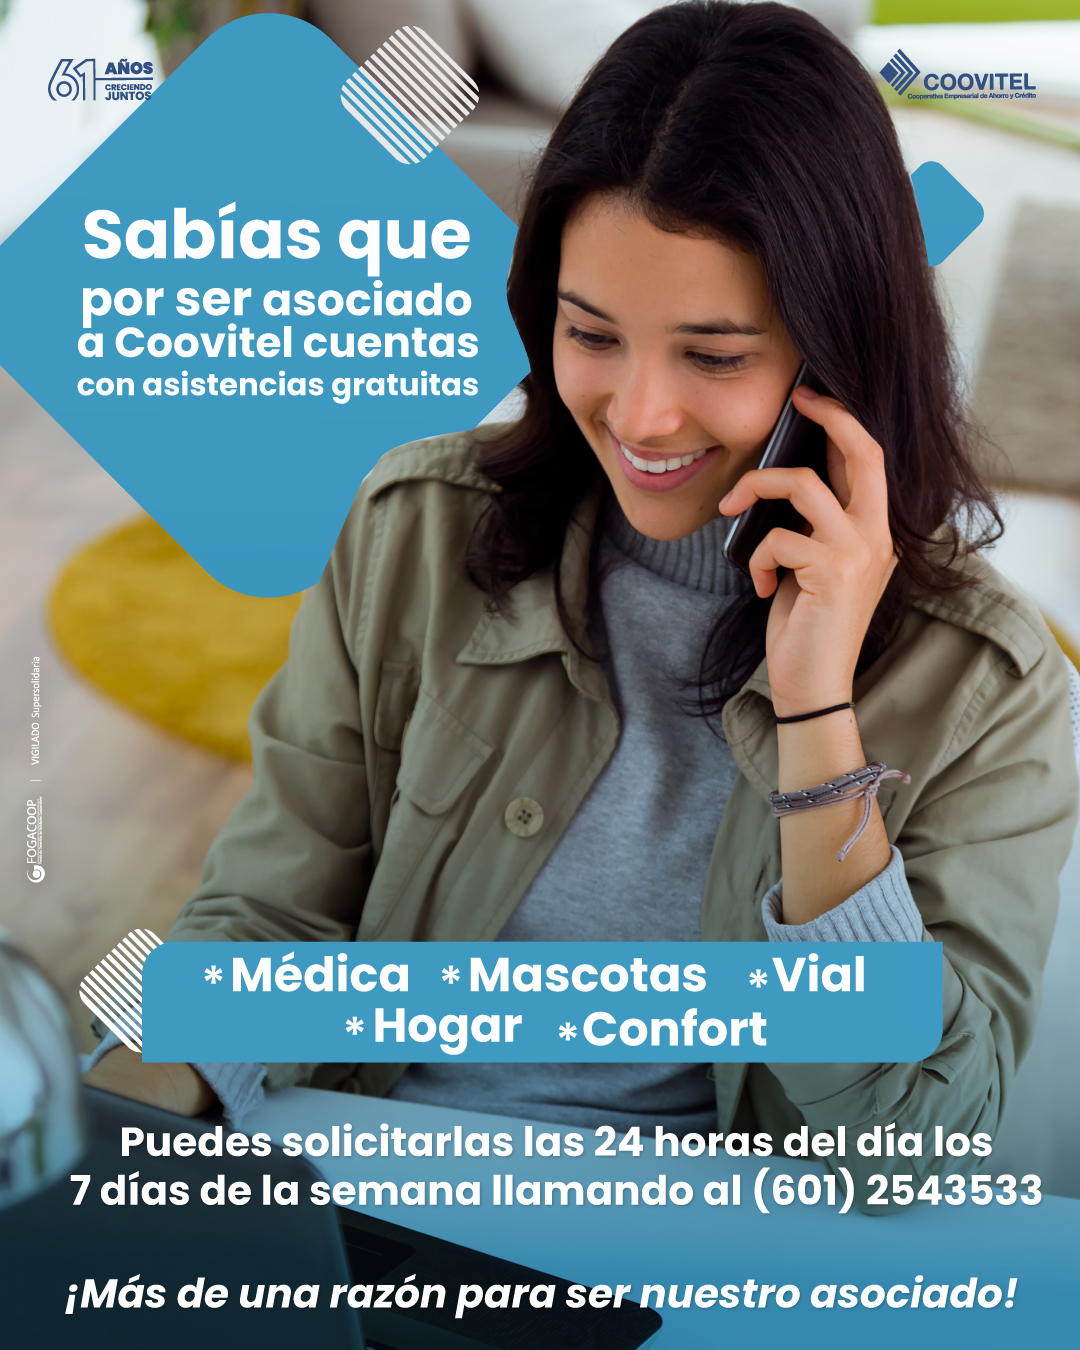 61 AÑOS
CRECIENDO
JUNTOS
COOVITEL
Cooperativa Empresarial de Ahorro y Crédito
Sabías que
por ser asociado
a Coovitel cuentas
con asistencias gratuitas
VIGILADO Supersolidaria
FOGACOOP
*Médica *Mascotas *Vial
*Hogar *Confort
Puedes solicitarlas las 24 horas del día los
7 días de la semana llamando al (601) 2543533
¡Más de una razón para ser nuestro asociado!